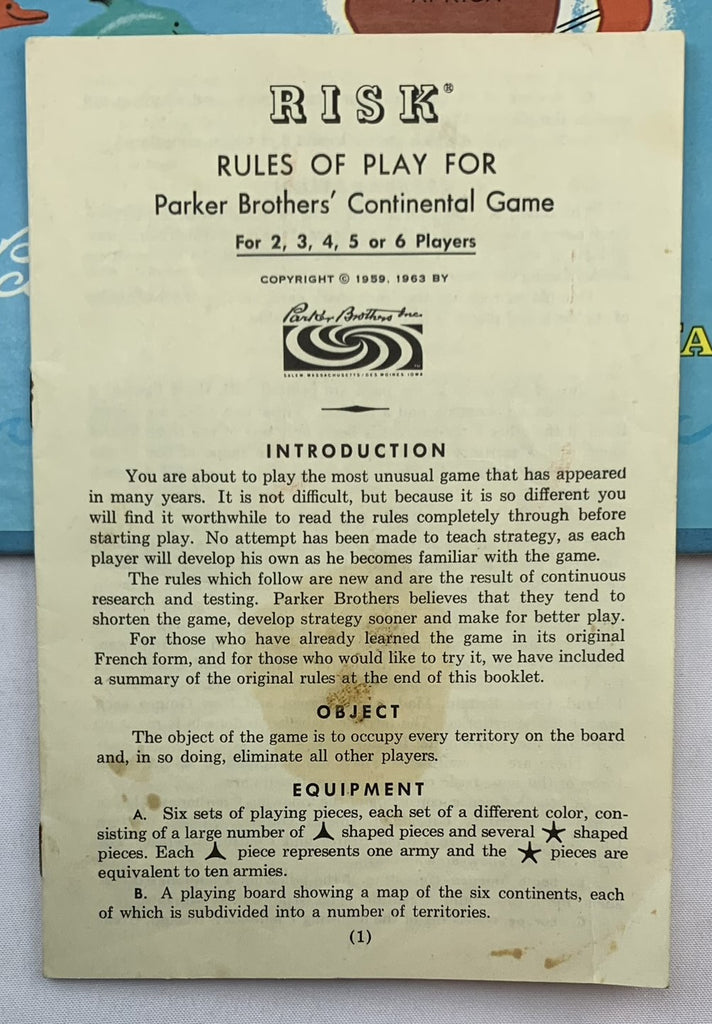 AFRICA
RISK®
RULES OF PLAY FOR
Parker Brothers' Continental Game
For 2, 3, 4, 5 or 6 Players
COPYRIGHT © 1959, 1963 BY
Parker Brothers Inc.
SALEM MASSACHUSETTS / DES MOINES IOWA
INTRODUCTION
You are about to play the most unusual game that has appeared
in many years. It is not difficult, but because it is so different you
will find it worthwhile to read the rules completely through before
starting play. No attempt has been made to teach strategy, as each
player will develop his own as he becomes familiar with the game.
The rules which follow are new and are the result of continuous
research and testing. Parker Brothers believes that they tend to
shorten the game, develop strategy sooner and make for better play.
For those who have already learned the game in its original
French form, and for those who would like to try it, we have included
a summary of the original rules at the end of this booklet.
OBJECT
The object of the game is to occupy every territory on the board
and, in so doing, eliminate all other players.
EQUIPMENT
A. Six sets of playing pieces, each set of a different color, con-
sisting of a large number of shaped pieces and several shaped
pieces. Each piece represents one army and the pieces are
equivalent to ten armies.
B. A playing board showing a map of the six continents, each
of which is subdivided into a number of territories.
(1)